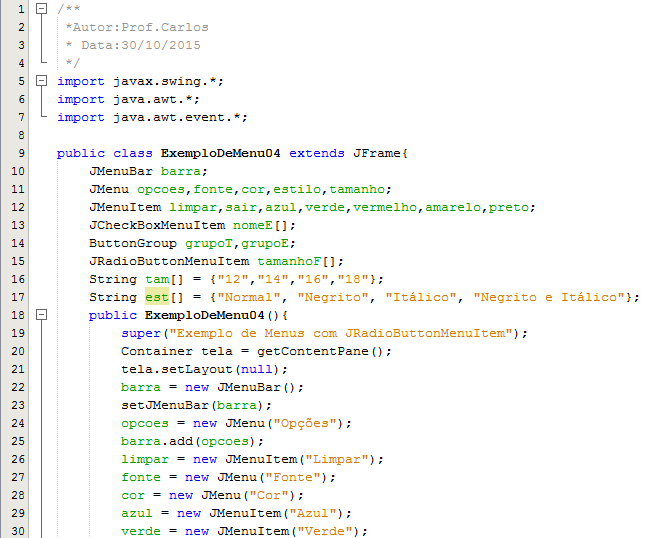 1 /**
2 *Autor:Prof.Carlos
3 * Data:30/10/2015
4 */
5 import javax.swing.*;
6 import java.awt.*;
7 import java.awt.event.*;
8
9 public class ExemploDeMenu04 extends JFrame{
10 JMenuBar barra;
11 JMenu opcoes,fonte,cor,estilo,tamanho;
12 JMenuItem limpar,sair,azul,verde,vermelho,amarelo,preto;
13 JCheckBoxMenuItem nomeE[];
14 ButtonGroup grupoT,grupoE;
15 JRadioButtonMenuItem tamanhoF[];
16 String tam[] = {"12","14","16","18"};
17 String est[] = {"Normal", "Negrito", "Itálico", "Negrito e Itálico"};
18 public ExemploDeMenu04(){
19 super("Exemplo de Menus com JRadioButtonMenuItem");
20 Container tela = getContentPane();
21 tela.setLayout(null);
22 barra = new JMenuBar();
23 setJMenuBar(barra);
24 opcoes = new JMenu("Opções");
25 barra.add(opcoes);
26 limpar = new JMenuItem("Limpar");
27 fonte = new JMenu("Fonte");
28 cor = new JMenu("Cor");
29 azul = new JMenuItem("Azul");
30 verde = new JMenuItem("Verde");